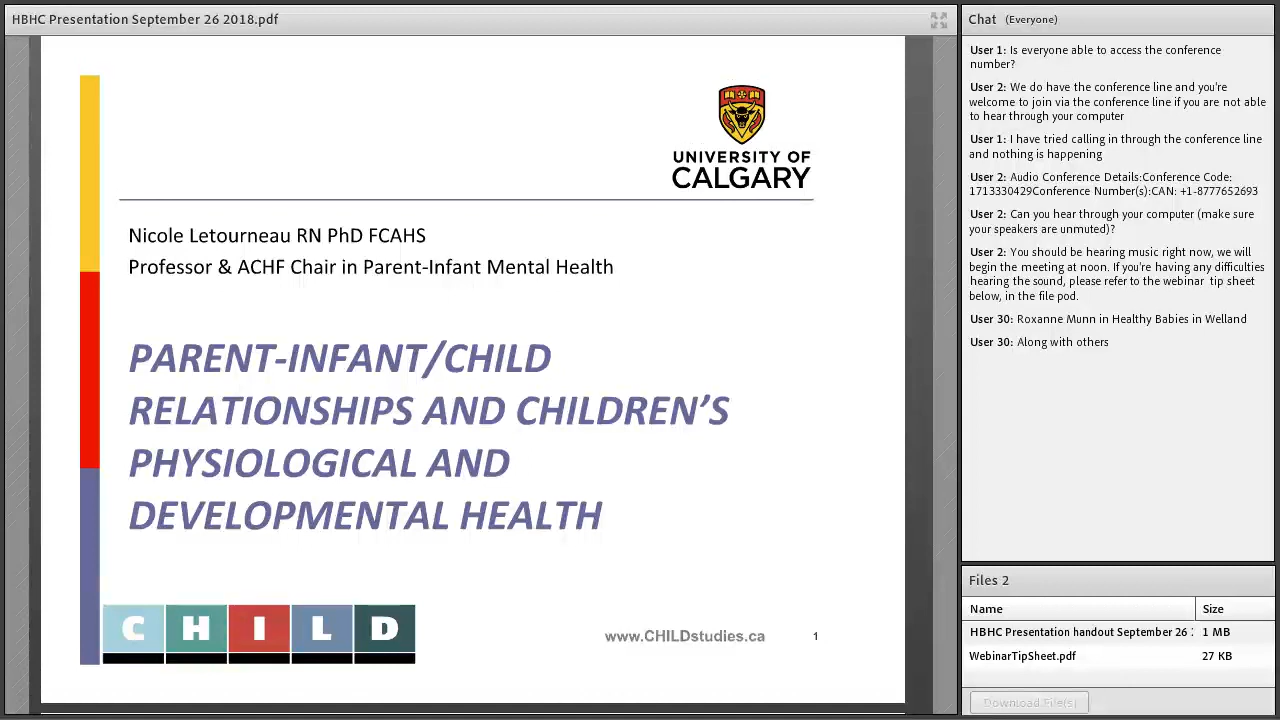 HBHC Presentation September 26 2018.pdf
UNIVERSITY OF
CALGARY
Nicole Letourneau RN PhD FCAHS
Professor & ACHF Chair in Parent-Infant Mental Health
PARENT-INFANT/CHILD
RELATIONSHIPS AND CHILDREN'S
PHYSIOLOGICAL AND
DEVELOPMENTAL HEALTH
C H I L D
www.CHILDstudies.ca
1
Chat (Everyone)
User 1: Is everyone able to access the conference
number?
User 2: We do have the conference line and you're
welcome to join via the conference line if you are not able
to hear through your computer
User 1: I have tried calling in through the conference line
and nothing is happening
User 2: Audio Conference Details:Conference Code:
1713330429Conference Number(s):CAN: +1-8777652693
User 2: Can you hear through your computer (make sure
your speakers are unmuted)?
User 2: You should be hearing music right now, we will
begin the meeting at noon. If you're having any difficulties
hearing the sound, please refer to the webinar tip sheet
below, in the file pod.
User 30: Roxanne Munn in Healthy Babies in Welland
User 30: Along with others
Files 2
Name Size
HBHC Presentation handout September 26 1 MB
WebinarTipSheet.pdf 27 KB
Download File(s)